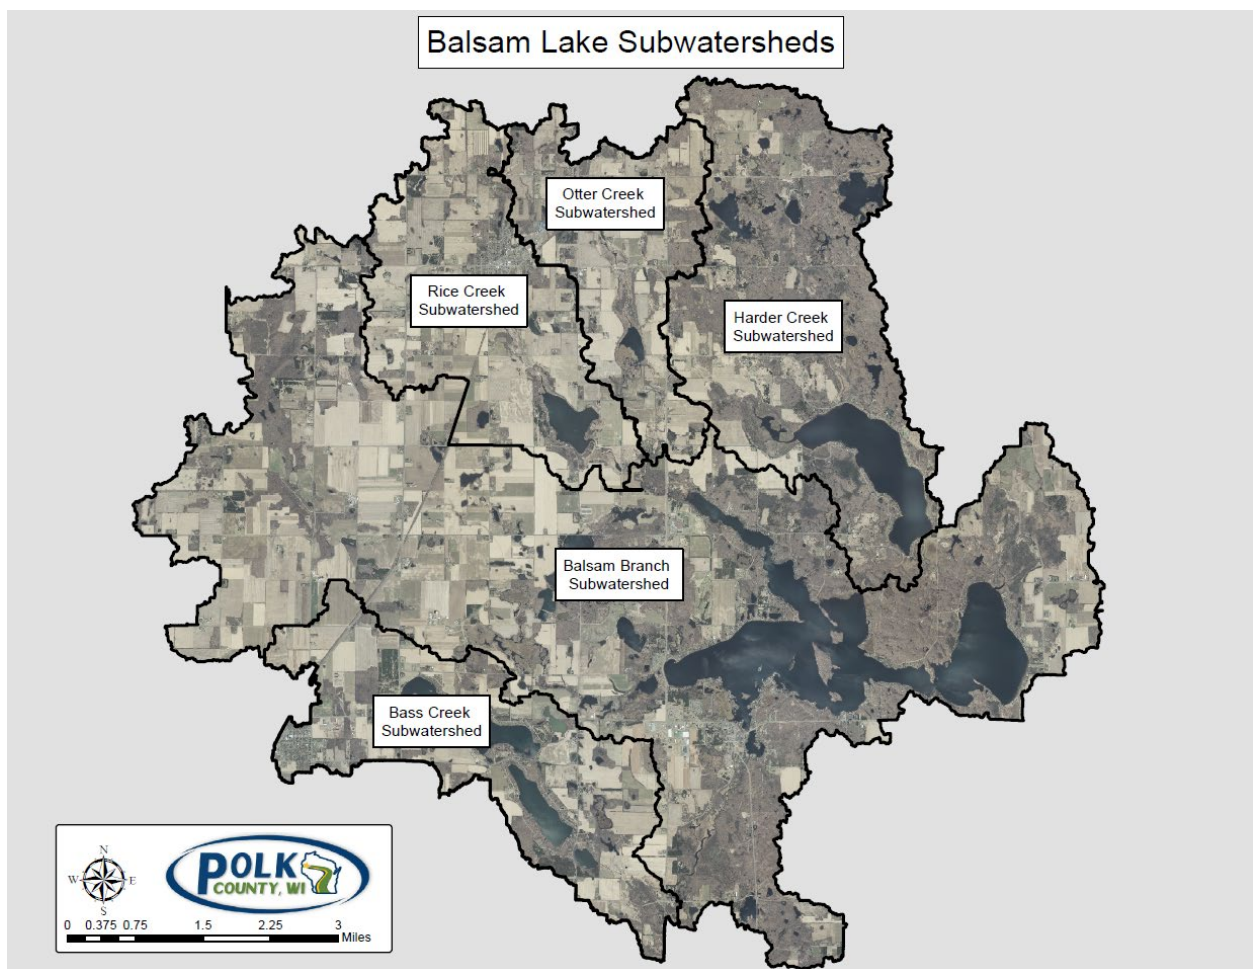 Balsam Lake Subwatersheds
Otter Creek
Subwatershed
Rice Creek
Subwatershed
Harder Creek
Subwatershed
Balsam Branch
Subwatershed
Bass Creek
Subwatershed
N
W
E
S
POLK
COUNTY, WI
0 0.375 0.75 1.5 2.25 3
Miles